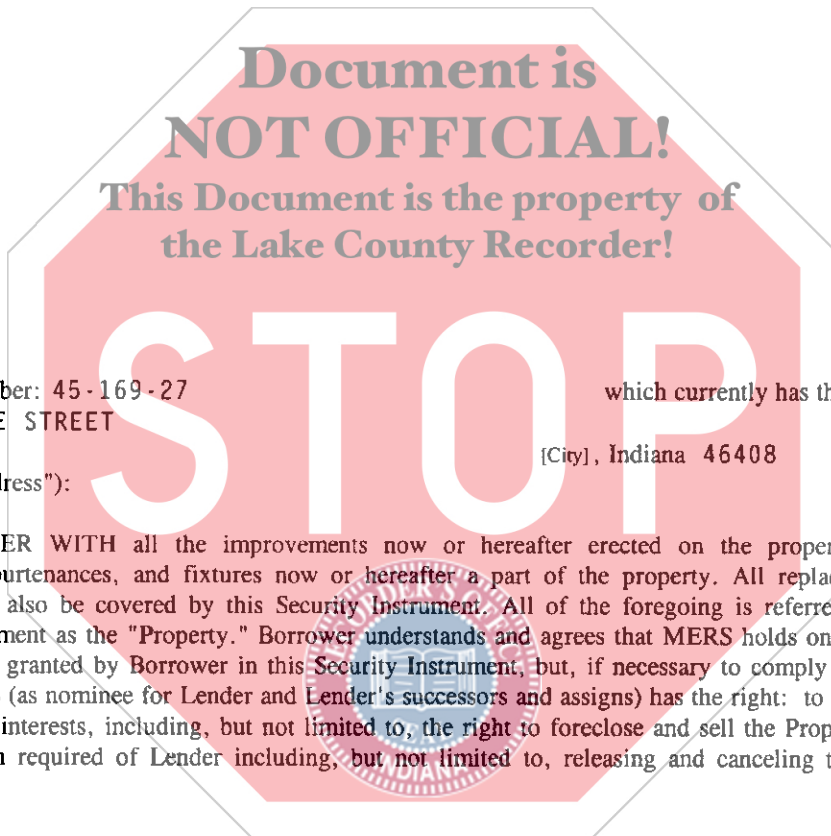 Document is
NOT OFFICIAL!
This Document is the property of
the Lake County Recorder!
STOP
ber: 45-169-27 which currently has th
E STREET
[City], Indiana 46408
ress"):
ER WITH all the improvements now or hereafter erected on the proper
urtenances, and fixtures now or hereafter a part of the property. All replac
also be covered by this Security Instrument. All of the foregoing is referre
ment as the "Property." Borrower understands and agrees that MERS holds on
granted by Borrower in this Security Instrument, but, if necessary to comply
(as nominee for Lender and Lender's successors and assigns) has the right: to
interests, including, but not limited to, the right to foreclose and sell the Prop
n required of Lender including, but not limited to, releasing and canceling t
INDIANA